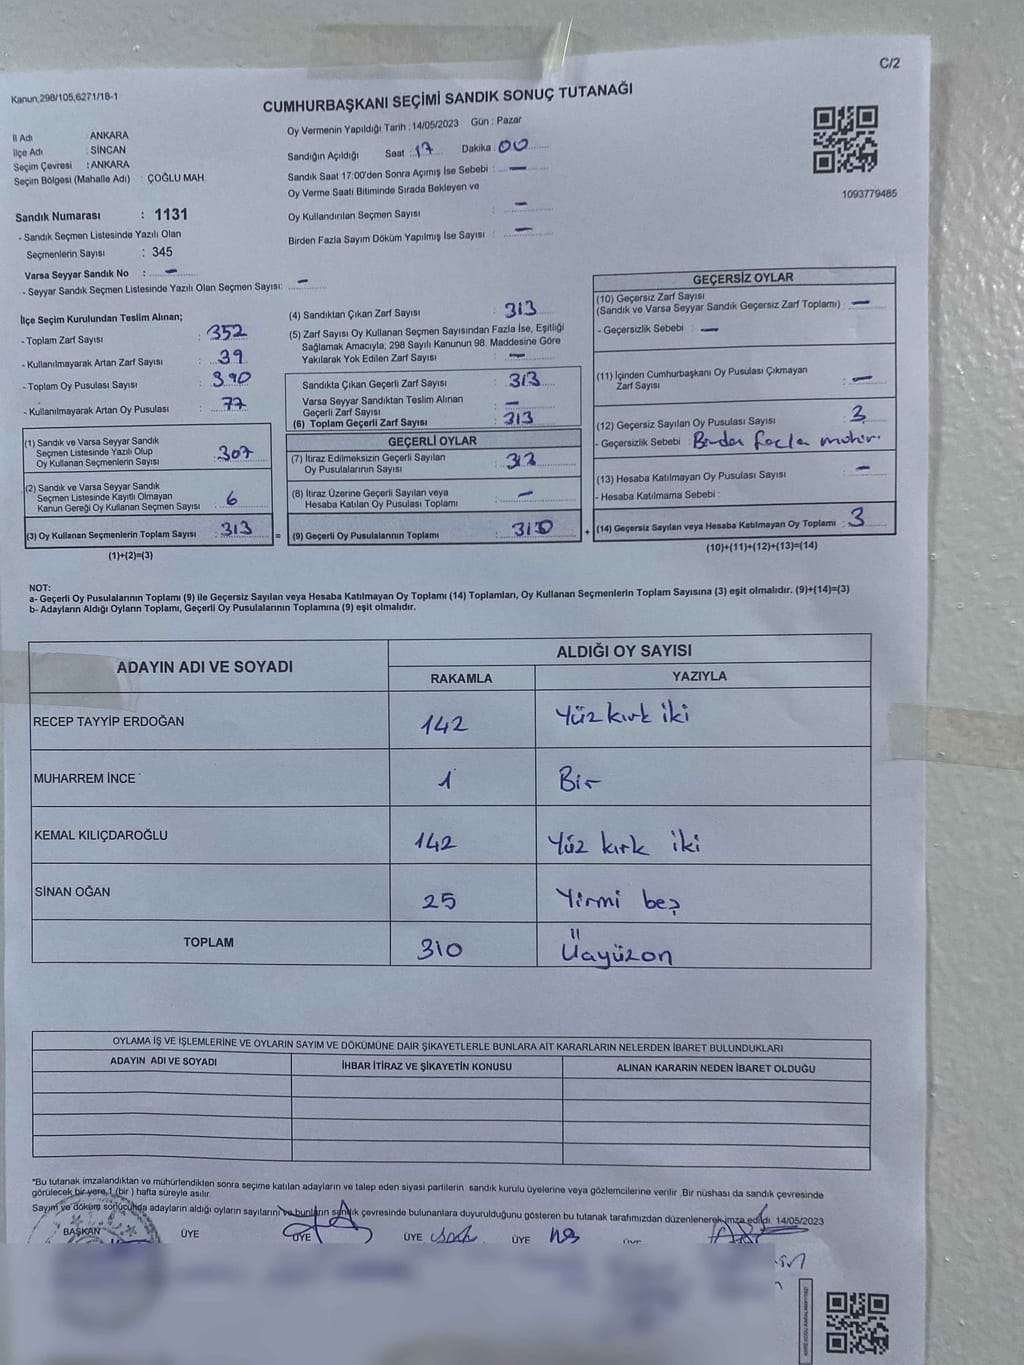 C/2
Kanun,298/105,6271/18-1
CUMHURBAŞKANI SEÇİMİ SANDIK SONUÇ TUTANAĞI
İl Adı ANKARA
İlçe Adı : SİNCAN
Seçim Çevresi : ANKARA
Seçim Bölgesi (Mahalle Adı) : ÇOĞLU MAH.
Sandık Numarası : 1131
- Sandık Seçmen Listesinde Yazılı Olan
Seçmenlerin Sayısı : 345
Varsa Seyyar Sandık No : –
- Seyyar Sandık Seçmen Listesinde Yazılı Olan Seçmen Sayısı: –
Oy Vermenin Yapıldığı Tarih : 14/05/2023 Gün : Pazar
Sandığın Açıldığı Saat : 17 Dakika : 00
Sandık Saat 17:00'den Sonra Açımış İse Sebebi : –
Oy Verme Saati Bitiminde Sırada Bekleyen ve
Oy Kullandırılan Seçmen Sayısı : –
Birden Fazla Sayım Döküm Yapılmış İse Sayısı : –
1093779485
İlçe Seçim Kurulundan Teslim Alınan;
- Toplam Zarf Sayısı : 352
- Kullanılmayarak Artan Zarf Sayısı : 39
- Toplam Oy Pusulası Sayısı : 390
- Kullanılmayarak Artan Oy Pusulası : 77
(1) Sandık ve Varsa Seyyar Sandık
Seçmen Listesinde Yazılı Olup
Oy Kullanan Seçmenlerin Sayısı : 307
(2) Sandık ve Varsa Seyyar Sandık
Seçmen Listesinde Kayıtlı Olmayan
Kanun Gereği Oy Kullanan Seçmen Sayısı : 6
(3) Oy Kullanan Seçmenlerin Toplam Sayısı : 313
(1)+(2)=(3)
=
(4) Sandıktan Çıkan Zarf Sayısı : 313
(5) Zarf Sayısı Oy Kullanan Seçmen Sayısından Fazla İse, Eşitliği
Sağlamak Amacıyla; 298 Sayılı Kanunun 98. Maddesine Göre
Yakılarak Yok Edilen Zarf Sayısı : –
Sandıkta Çıkan Geçerli Zarf Sayısı : 313
Varsa Seyyar Sandıktan Teslim Alınan
Geçerli Zarf Sayısı : –
(6) Toplam Geçerli Zarf Sayısı : 313
GEÇERLİ OYLAR
(7) İtiraz Edilmeksizin Geçerli Sayılan
Oy Pusulalarının Sayısı :
(8) İtiraz Üzerine Geçerli Sayılan veya
Hesaba Katılan Oy Pusulası Toplamı : –
(9) Geçerli Oy Pusulalarının Toplamı : 310
+
GEÇERSİZ OYLAR
(10) Geçersiz Zarf Sayısı
(Sandık ve Varsa Seyyar Sandık Geçersiz Zarf Toplamı) : –
- Geçersizlik Sebebi : –
(11) İçinden Cumhurbaşkanı Oy Pusulası Çıkmayan
Zarf Sayısı : –
(12) Geçersiz Sayılan Oy Pusulası Sayısı : 3
- Geçersizlik Sebebi : Birden fazla mühür.
(13) Hesaba Katılmayan Oy Pusulası Sayısı : –
- Hesaba Katılmama Sebebi :
(14) Geçersiz Sayılan veya Hesaba Katılmayan Oy Toplamı : 3
(10)+(11)+(12)+(13)=(14)
NOT:
a- Geçerli Oy Pusulalarının Toplamı (9) ile Geçersiz Sayılan veya Hesaba Katılmayan Oy Toplamı (14) Toplamları, Oy Kullanan Seçmenlerin Toplam Sayısına (3) eşit olmalıdır. (9)+(14)=(3)
b- Adayların Aldığı Oyların Toplamı, Geçerli Oy Pusulalarının Toplamına (9) eşit olmalıdır.
ADAYIN ADI VE SOYADI
ALDIĞI OY SAYISI
RAKAMLA YAZIYLA
RECEP TAYYİP ERDOĞAN 142 Yüz kırk iki
MUHARREM İNCE 1 Bir
KEMAL KILIÇDAROĞLU 142 Yüz kırk iki
SİNAN OĞAN 25 Yirmi beş
TOPLAM 310 Üçyüzon
OYLAMA İŞ VE İŞLEMLERİNE VE OYLARIN SAYIM VE DÖKÜMÜNE DAİR ŞİKAYETLERLE BUNLARA AİT KARARLARIN NELERDEN İBARET BULUNDUKLARI
ADAYIN ADI VE SOYADI İHBAR İTİRAZ VE ŞİKAYETİN KONUSU ALINAN KARARIN NEDEN İBARET OLDUĞU
*Bu tutanak imzalandıktan ve mühürlendikten sonra seçime katılan adayların ve talep eden siyasi partilerin sandık kurulu üyelerine veya gözlemcilerine verilir .Bir nüshası da sandık çevresinde
görülecek bir yere 1 (bir ) hafta süreyle asılır.
Sayım ve döküm sonucunda adayların aldığı oyların sayılarını ve bunların sandık çevresinde bulunanlara duyurulduğunu gösteren bu tutanak tarafımızdan düzenlenerek imza edildi. 14/05/2023
BAŞKAN ÜYE ÜYE ÜYE ÜYE ÜYE